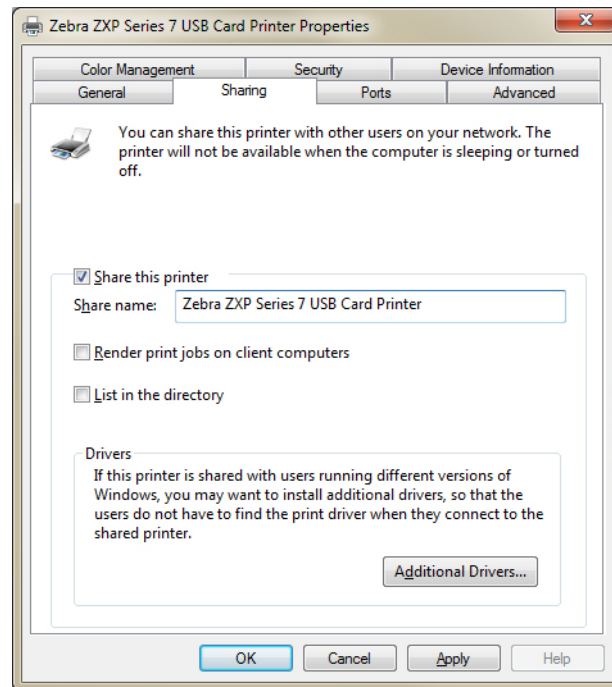 Zebra ZXP Series 7 USB Card Printer Properties
Color Management
Security
Device Information
General
Sharing
Ports
Advanced
You can share this printer with other users on your network. The
printer will not be available when the computer is sleeping or turned
off.
Share this printer
Share name:
Zebra ZXP Series 7 USB Card Printer
Render print jobs on client computers
List in the directory
Drivers
If this printer is shared with users running different versions of
Windows, you may want to install additional drivers, so that the
users do not have to find the print driver when they connect to the
shared printer.
Additional Drivers...
OK
Cancel
Apply
Help